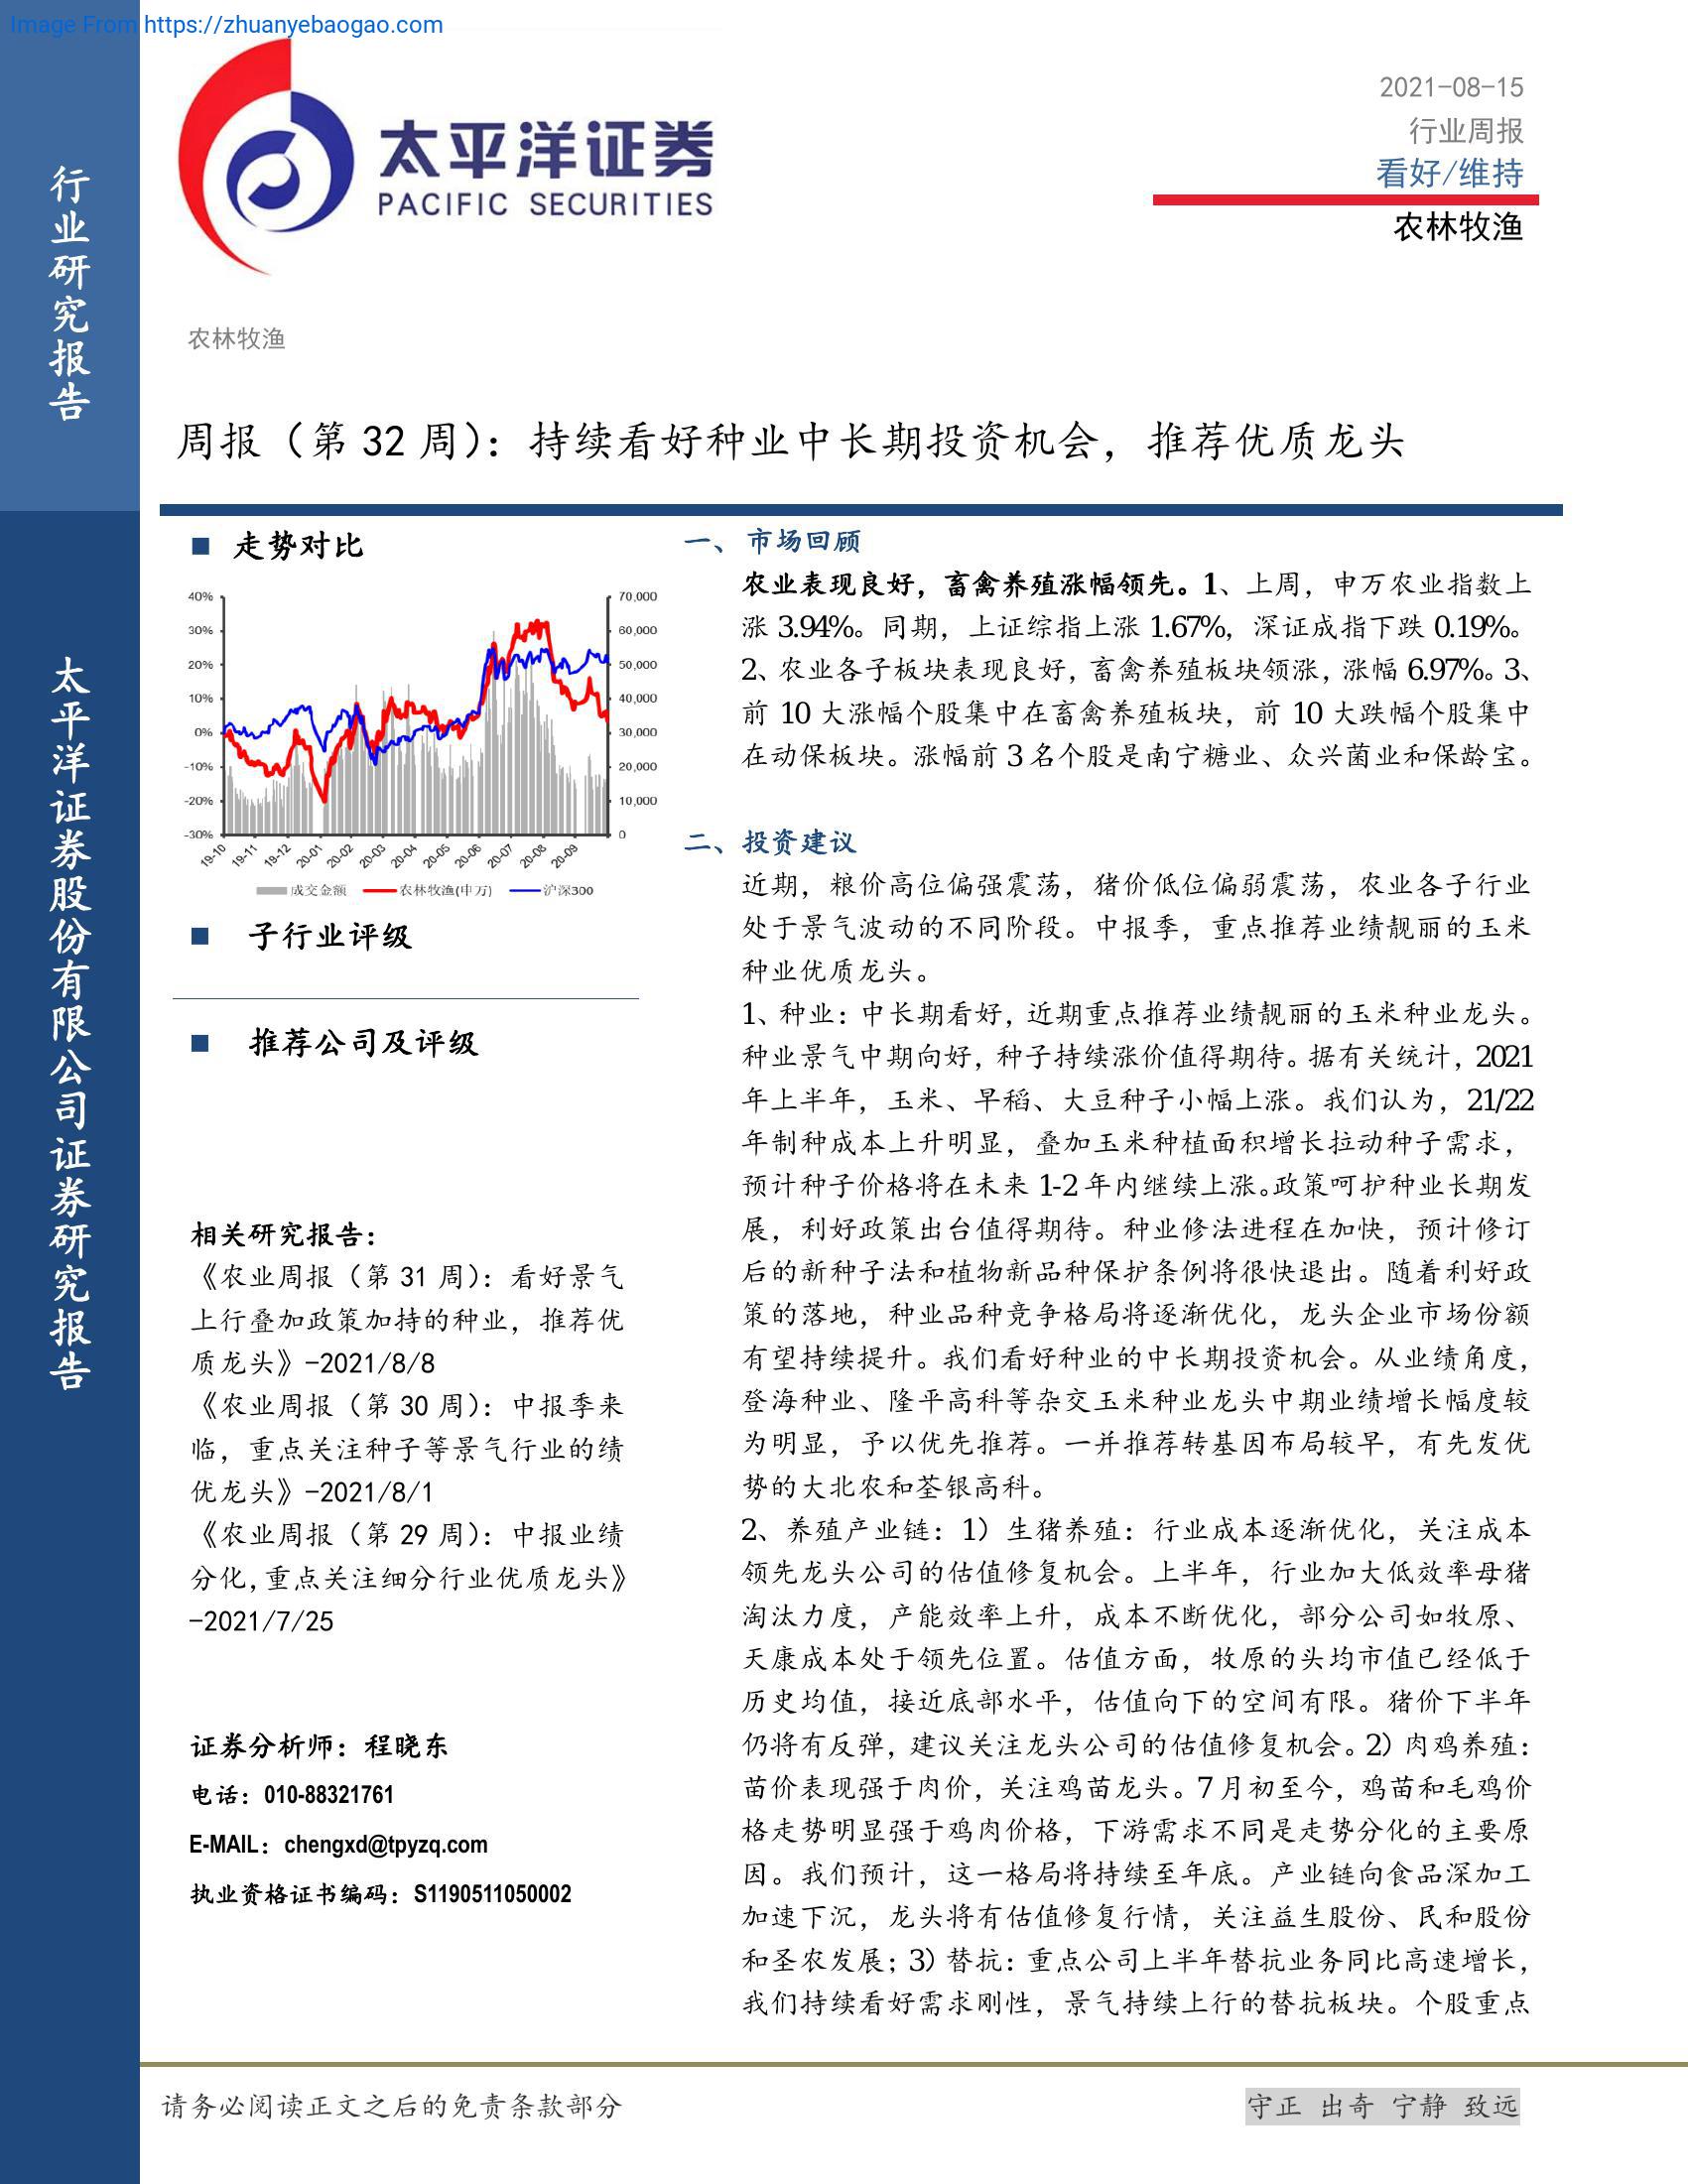 Image From https://zhuanyebaogao.com
行业研究报告
太平洋证券股份有限公司证券研究报告
太平洋证券
PACIFIC SECURITIES
2021-08-15
行业周报
看好/维持
农林牧渔
农林牧渔
周报（第 32 周）：持续看好种业中长期投资机会，推荐优质龙头
■ 走势对比
40%
30%
20%
10%
0%
-10%
-20%
-30%
70,000
60,000
50,000
40,000
30,000
20,000
10,000
0
19-10 19-11 19-12 20-01 20-02 20-03 20-04 20-05 20-06 20-07 20-08 20-09
成交金额 农林牧渔(申万) 沪深300
■ 子行业评级
■ 推荐公司及评级
相关研究报告：
《农业周报（第 31 周）：看好景气
上行叠加政策加持的种业，推荐优
质龙头》-2021/8/8
《农业周报（第 30 周）：中报季来
临，重点关注种子等景气行业的绩
优龙头》-2021/8/1
《农业周报（第 29 周）：中报业绩
分化，重点关注细分行业优质龙头》
-2021/7/25
证券分析师：程晓东
电话：010-88321761
E-MAIL：chengxd@tpyzq.com
执业资格证书编码：S1190511050002
一、 市场回顾
农业表现良好，畜禽养殖涨幅领先。1、上周，申万农业指数上
涨 3.94%。同期，上证综指上涨 1.67%，深证成指下跌 0.19%。
2、农业各子板块表现良好，畜禽养殖板块领涨，涨幅 6.97%。3、
前 10 大涨幅个股集中在畜禽养殖板块，前 10 大跌幅个股集中
在动保板块。涨幅前 3 名个股是南宁糖业、众兴菌业和保龄宝。
二、投资建议
近期，粮价高位偏强震荡，猪价低位偏弱震荡，农业各子行业
处于景气波动的不同阶段。中报季，重点推荐业绩靓丽的玉米
种业优质龙头。
1、种业：中长期看好，近期重点推荐业绩靓丽的玉米种业龙头。
种业景气中期向好，种子持续涨价值得期待。据有关统计，2021
年上半年，玉米、早稻、大豆种子小幅上涨。我们认为，21/22
年制种成本上升明显，叠加玉米种植面积增长拉动种子需求，
预计种子价格将在未来 1-2 年内继续上涨。政策呵护种业长期发
展，利好政策出台值得期待。种业修法进程在加快，预计修订
后的新种子法和植物新品种保护条例将很快退出。随着利好政
策的落地，种业品种竞争格局将逐渐优化，龙头企业市场份额
有望持续提升。我们看好种业的中长期投资机会。从业绩角度，
登海种业、隆平高科等杂交玉米种业龙头中期业绩增长幅度较
为明显，予以优先推荐。一并推荐转基因布局较早，有先发优
势的大北农和荃银高科。
2、养殖产业链：1）生猪养殖：行业成本逐渐优化，关注成本
领先龙头公司的估值修复机会。上半年，行业加大低效率母猪
淘汰力度，产能效率上升，成本不断优化，部分公司如牧原、
天康成本处于领先位置。估值方面，牧原的头均市值已经低于
历史均值，接近底部水平，估值向下的空间有限。猪价下半年
仍将有反弹，建议关注龙头公司的估值修复机会。2）肉鸡养殖：
苗价表现强于肉价，关注鸡苗龙头。7 月初至今，鸡苗和毛鸡价
格走势明显强于鸡肉价格，下游需求不同是走势分化的主要原
因。我们预计，这一格局将持续至年底。产业链向食品深加工
加速下沉，龙头将有估值修复行情，关注益生股份、民和股份
和圣农发展；3）替抗：重点公司上半年替抗业务同比高速增长，
我们持续看好需求刚性，景气持续上行的替抗板块。个股重点
请务必阅读正文之后的免责条款部分
守正 出奇 宁静 致远